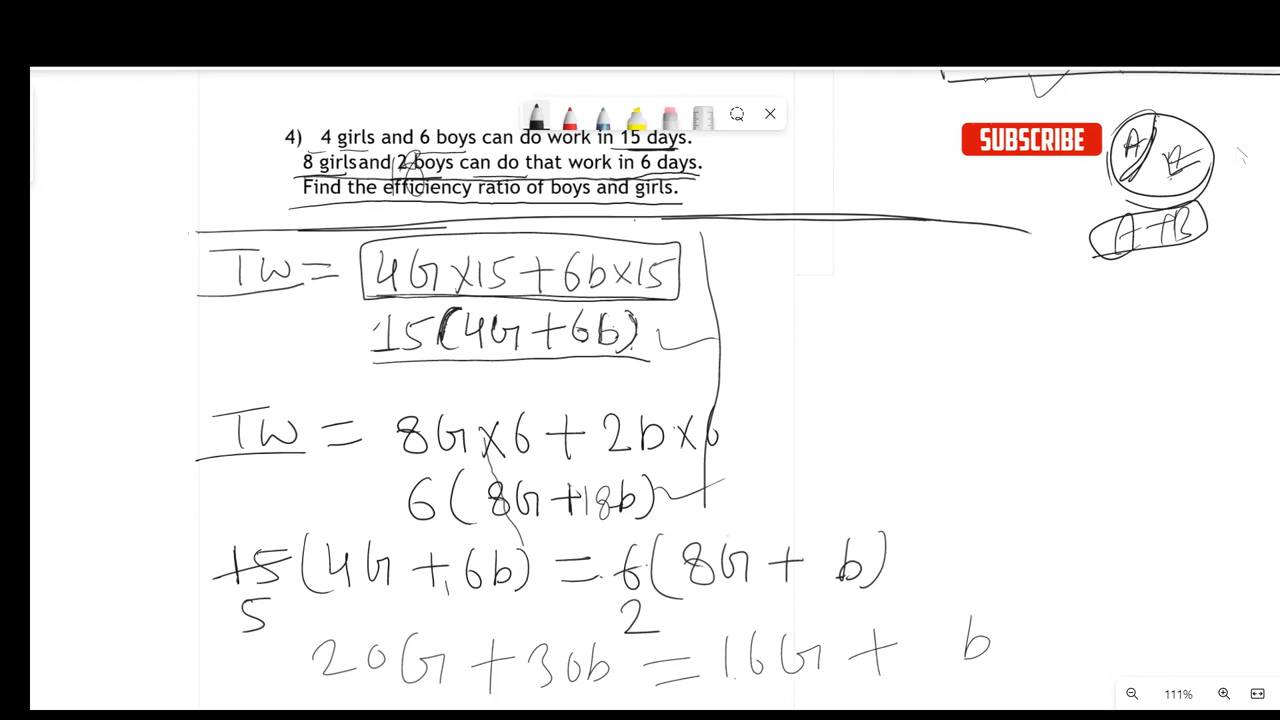 4) 4 girls and 6 boys can do work in 15 days.
8 girls and 2 boys can do that work in 6 days.
Find the efficiency ratio of boys and girls.
SUBSCRIBE
A
A+B
TW = 4G×15+6b×15
15(4G+6b)
TW = 8G×6+2b×6
6(8G+18b)
15(4G+6b) = 6(8G+ b)
5 2
20G+30b = 16G+ b
111%